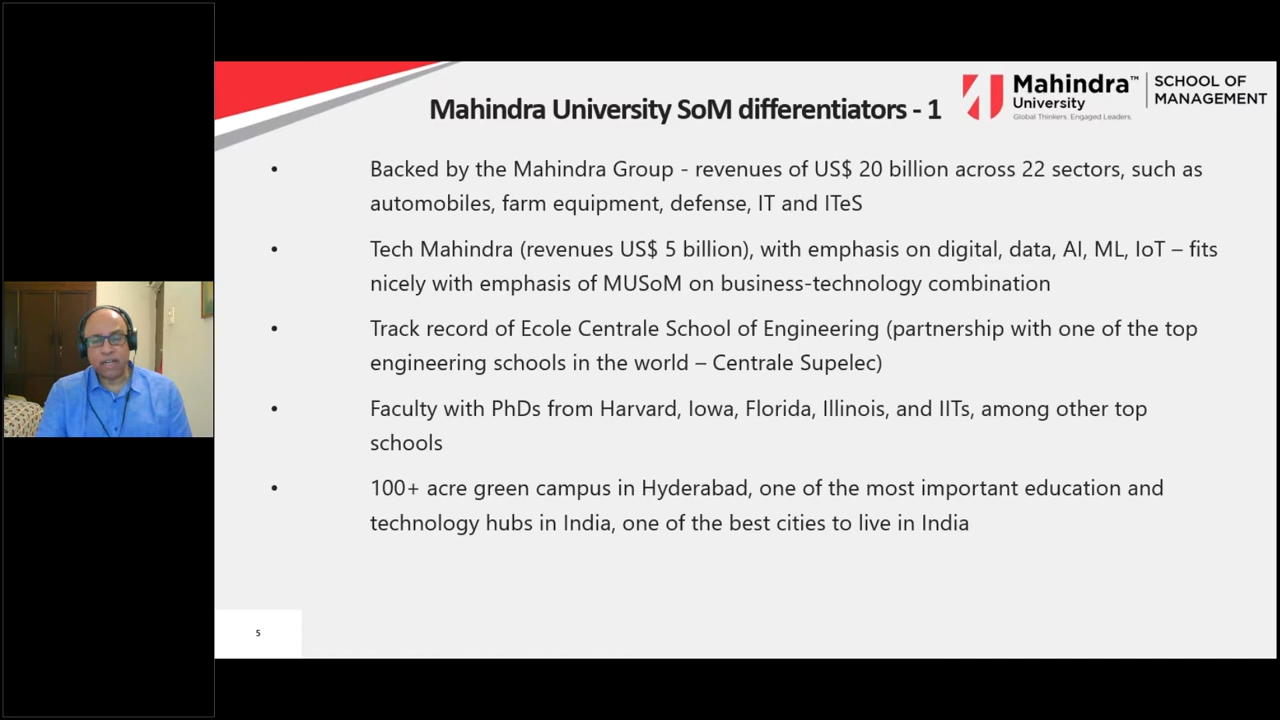 Mahindra University SoM differentiators - 1
Mahindra™
University
Global Thinkers. Engaged Leaders.
SCHOOL OF
MANAGEMENT
• Backed by the Mahindra Group - revenues of US$ 20 billion across 22 sectors, such as
automobiles, farm equipment, defense, IT and ITeS
• Tech Mahindra (revenues US$ 5 billion), with emphasis on digital, data, AI, ML, IoT – fits
nicely with emphasis of MUSoM on business-technology combination
• Track record of Ecole Centrale School of Engineering (partnership with one of the top
engineering schools in the world – Centrale Supelec)
• Faculty with PhDs from Harvard, Iowa, Florida, Illinois, and IITs, among other top
schools
• 100+ acre green campus in Hyderabad, one of the most important education and
technology hubs in India, one of the best cities to live in India
5